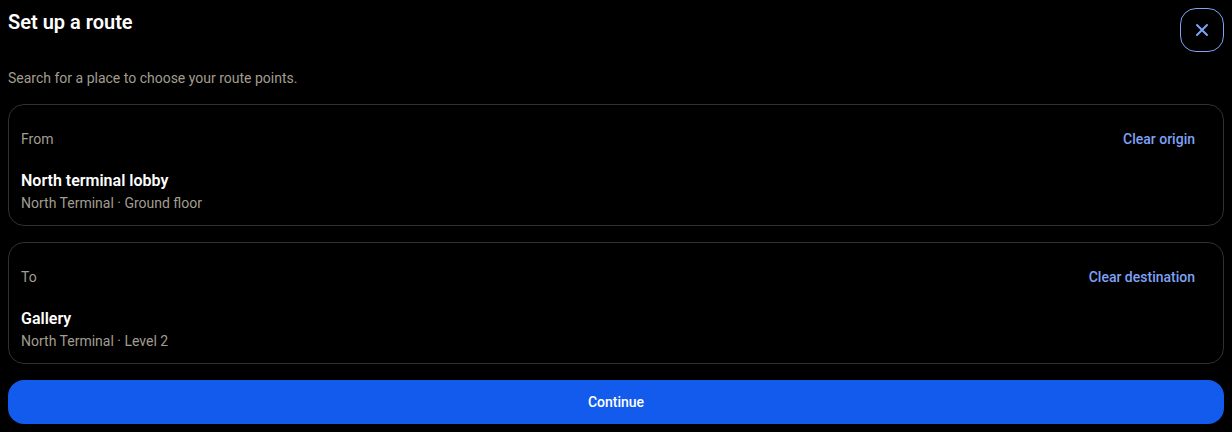 Set up a route
Search for a place to choose your route points.
From
Clear origin
North terminal lobby
North Terminal · Ground floor
To
Clear destination
Gallery
North Terminal · Level 2
Continue